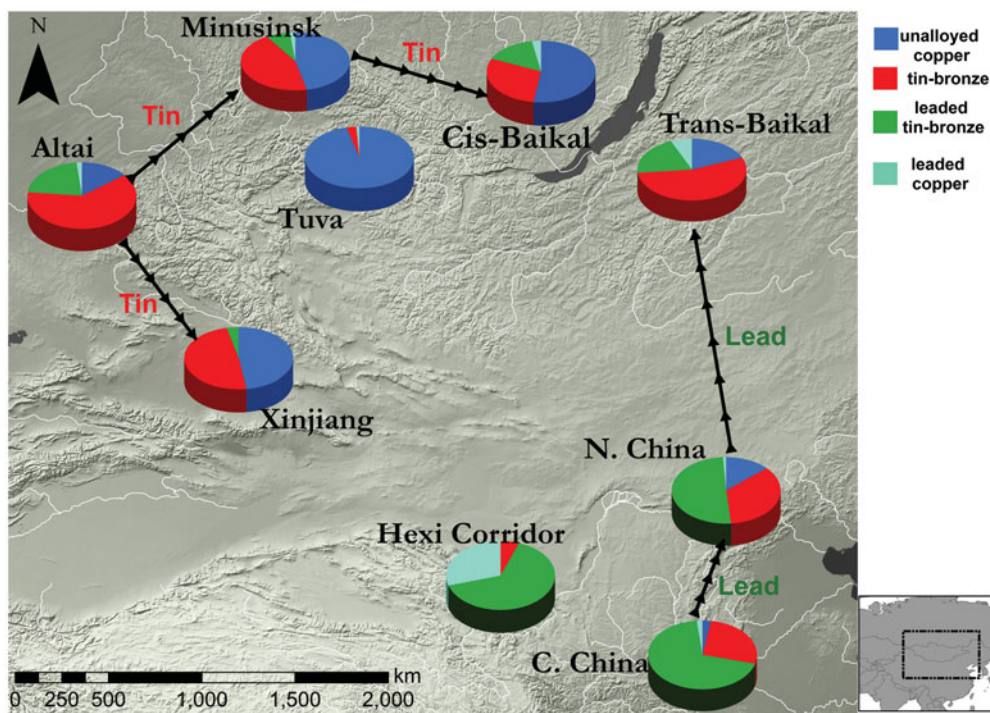 N
Minusinsk
Tin
Cis-Baikal
Trans-Baikal
Tin
Altai
Tuva
Tin
Xinjiang
Lead
N. China
Hexi Corridor
Lead
C. China
0 250 500 1,000 1,500 2,000 km
unalloyed
copper
tin-bronze
leaded
tin-bronze
leaded
copper